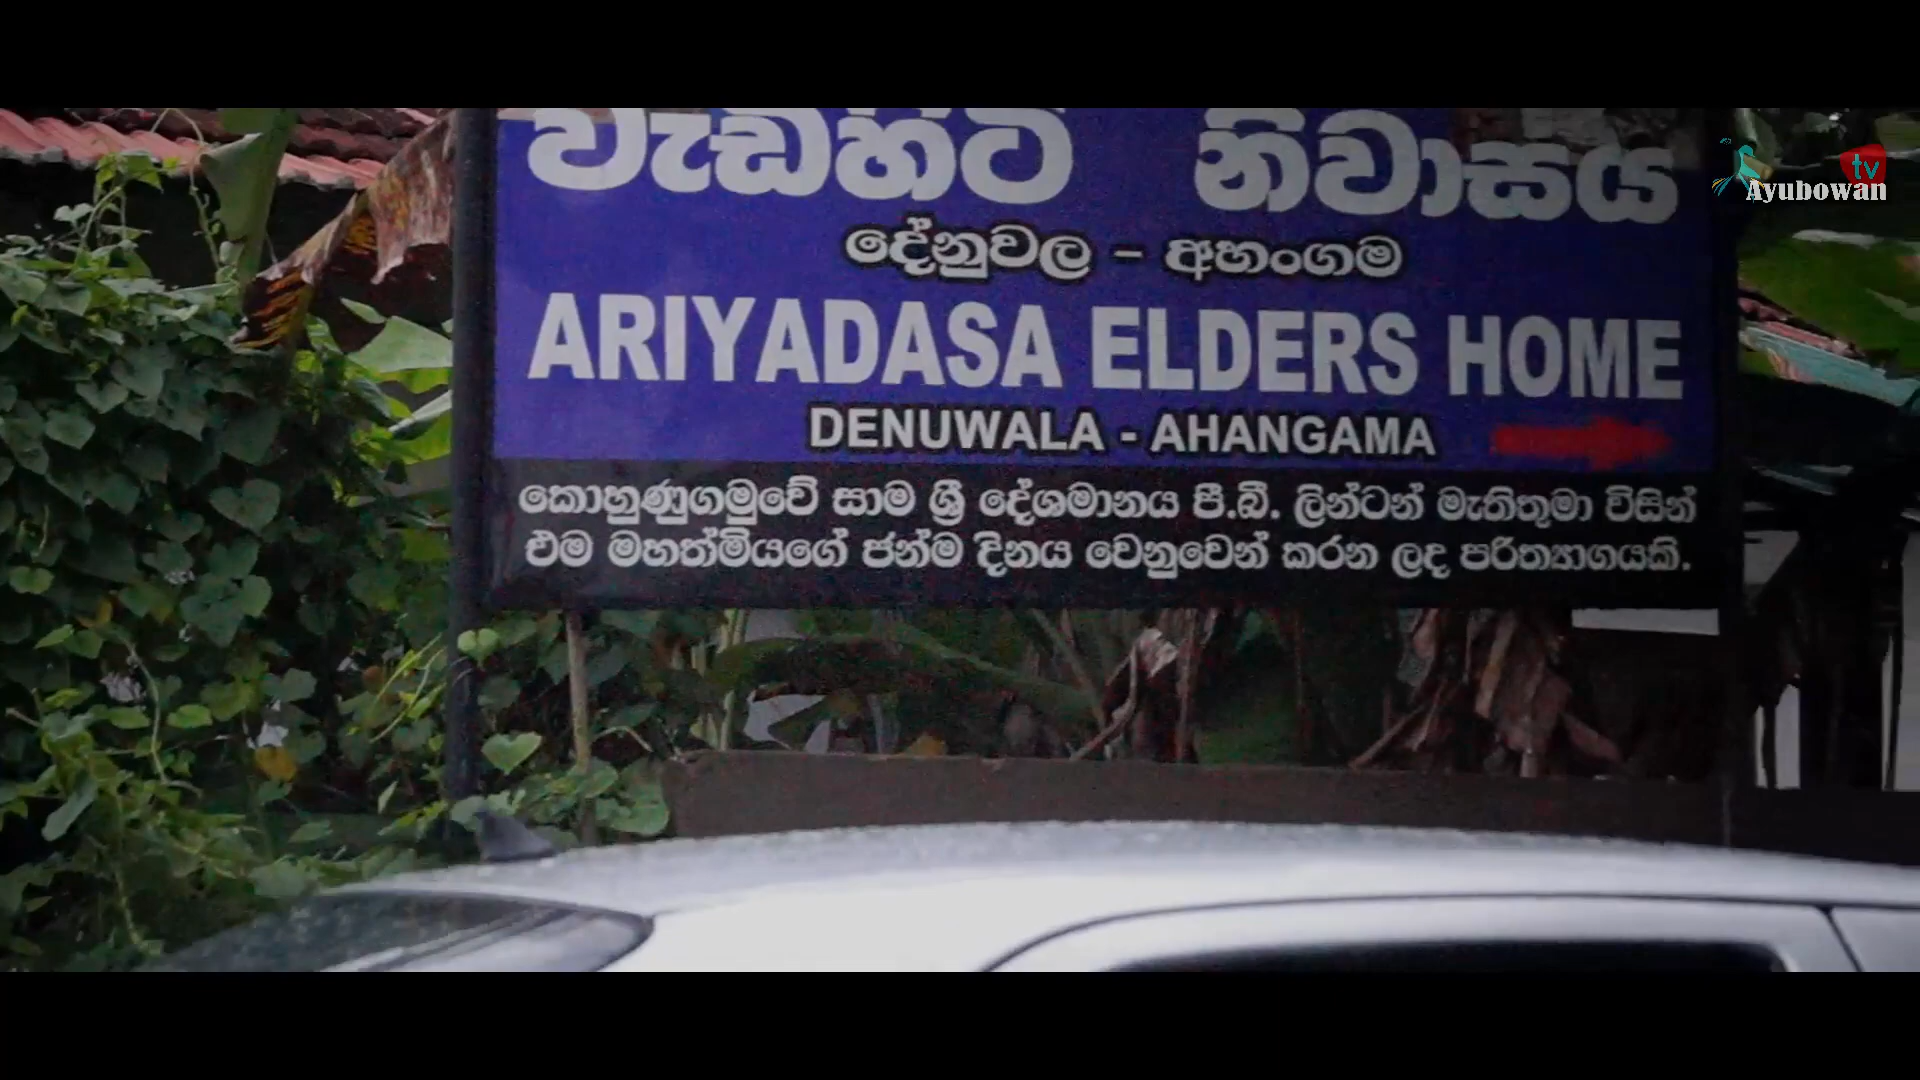 වැඩිහිටි නිවාසය
දේනුවල - අහංගම
ARIYADASA ELDERS HOME
DENUWALA - AHANGAMA
කොහුණුගමුවේ සාම ශ්‍රී දේශමාන්‍ය පී.බී. ලින්ටන් මැතිතුමා විසින්
එම මහත්මියගේ ජන්ම දිනය වෙනුවෙන් කරන ලද පරිත්‍යාගයකි.
tv
Ayubowan